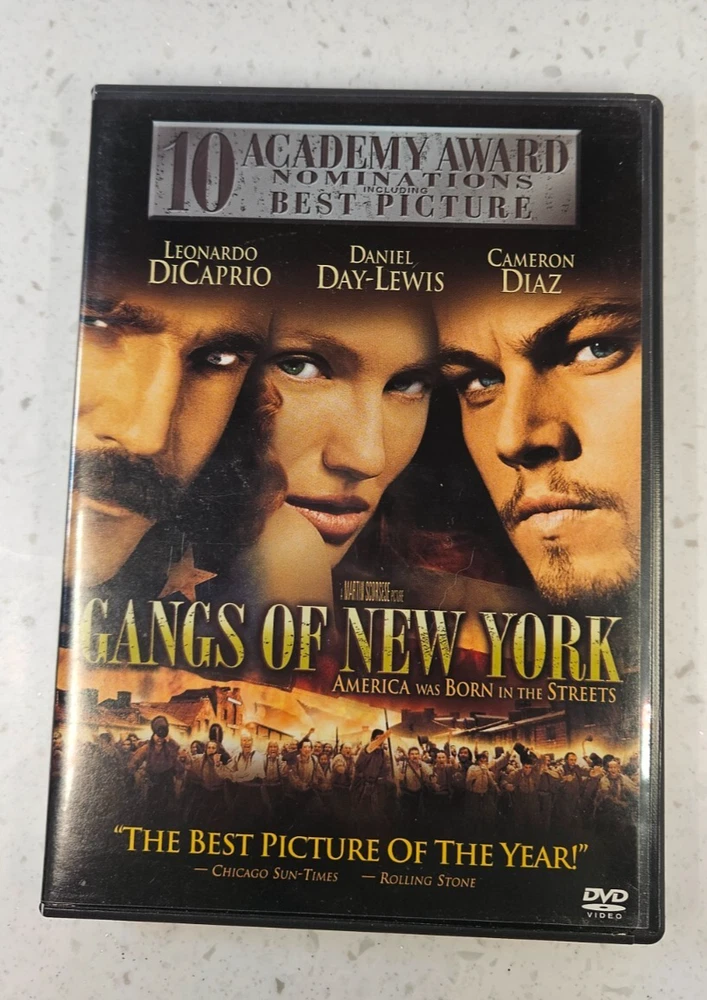 10 ACADEMY AWARD
NOMINATIONS
INCLUDING
BEST PICTURE
LEONARDO
DICAPRIO
DANIEL
DAY-LEWIS
CAMERON
DIAZ
A MARTIN SCORSESE PICTURE
GANGS OF NEW YORK
AMERICA WAS BORN IN THE STREETS
"THE BEST PICTURE OF THE YEAR!"
— CHICAGO SUN-TIMES — ROLLING STONE
DVD
VIDEO